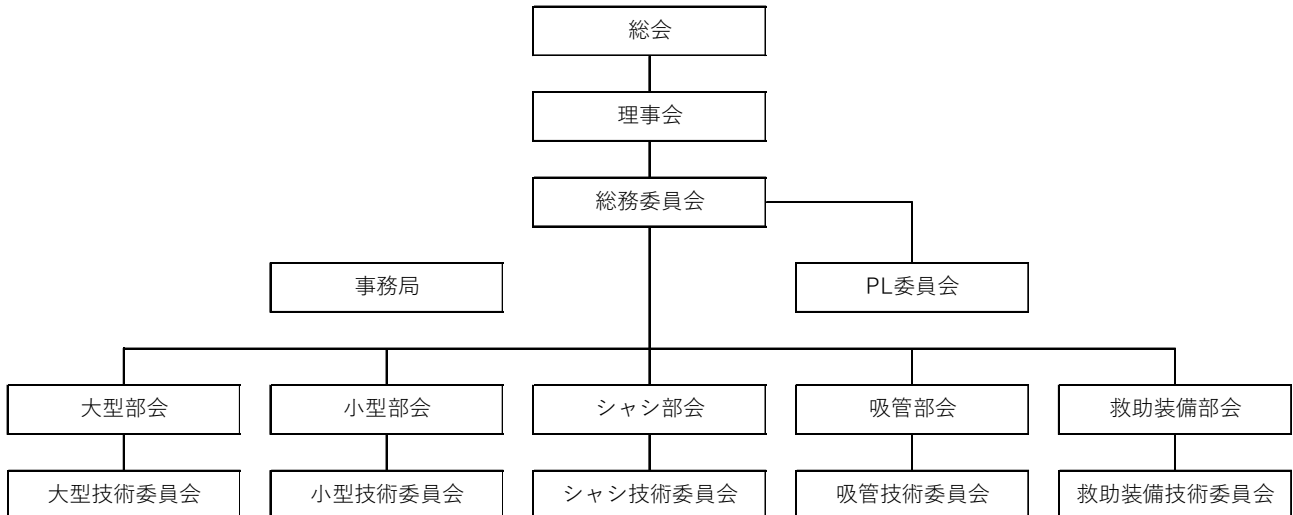 総会
理事会
総務委員会
事務局
PL委員会
大型部会
小型部会
シャシ部会
吸管部会
救助装備部会
大型技術委員会
小型技術委員会
シャシ技術委員会
吸管技術委員会
救助装備技術委員会